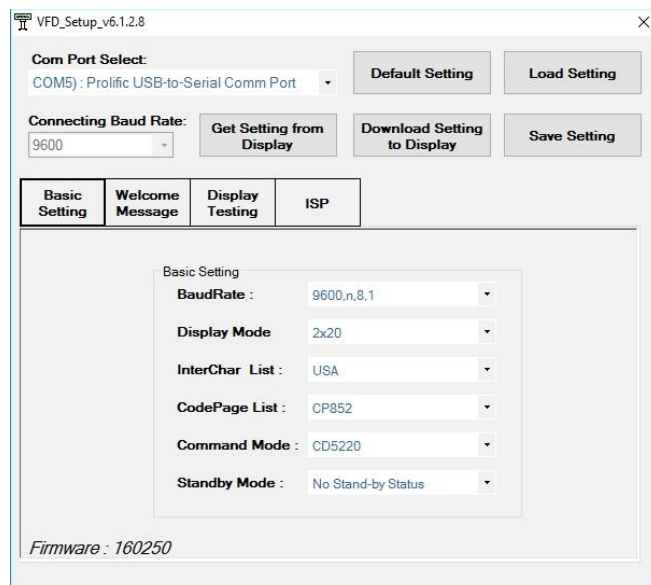 VFD_Setup_v6.1.2.8
Com Port Select:
COM5) : Prolific USB-to-Serial Comm Port
Default Setting
Load Setting
Connecting Baud Rate:
9600
Get Setting from
Display
Download Setting
to Display
Save Setting
Basic
Setting
Welcome
Message
Display
Testing
ISP
Basic Setting
BaudRate : 9600,n,8,1
Display Mode 2x20
InterChar List : USA
CodePage List : CP852
Command Mode : CD5220
Standby Mode : No Stand-by Status
Firmware : 160250